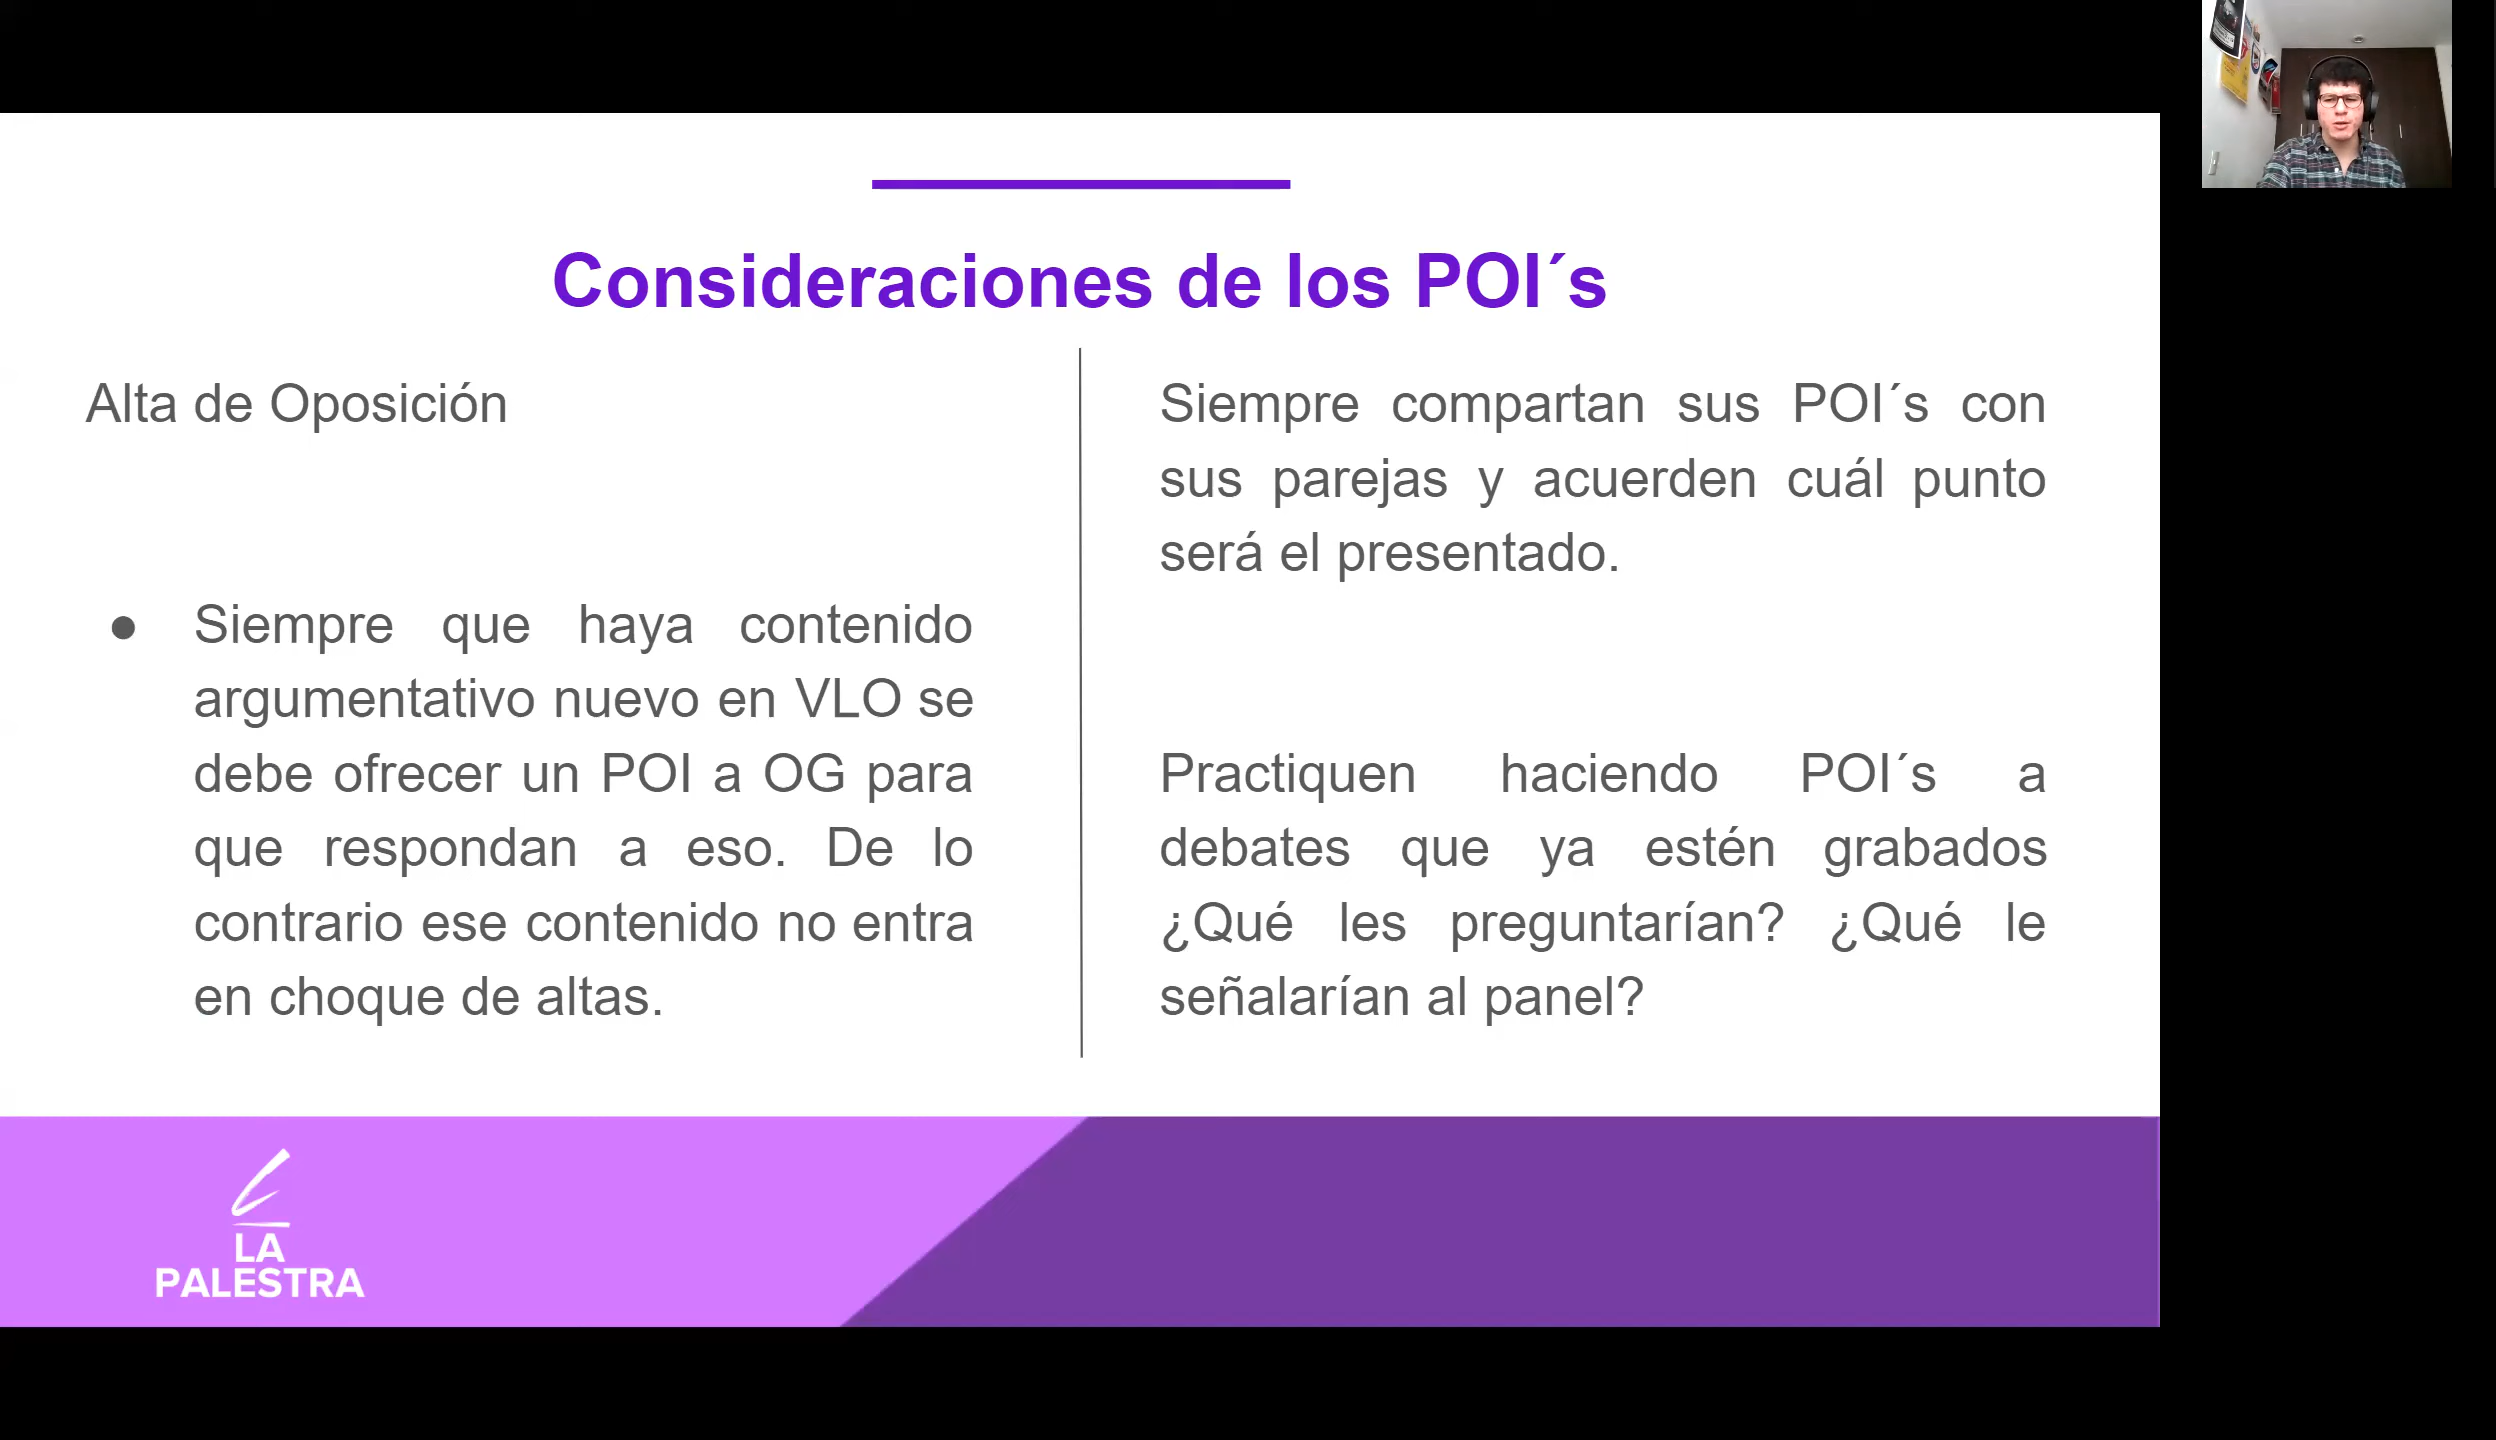 Consideraciones de los POI´s
Alta de Oposición
Siempre que haya contenido
argumentativo nuevo en VLO se
debe ofrecer un POI a OG para
que respondan a eso. De lo
contrario ese contenido no entra
en choque de altas.
Siempre compartan sus POI´s con
sus parejas y acuerden cuál punto
será el presentado.
Practiquen haciendo POI´s a
debates que ya estén grabados
¿Qué les preguntarían? ¿Qué le
señalarían al panel?
LA
PALESTRA